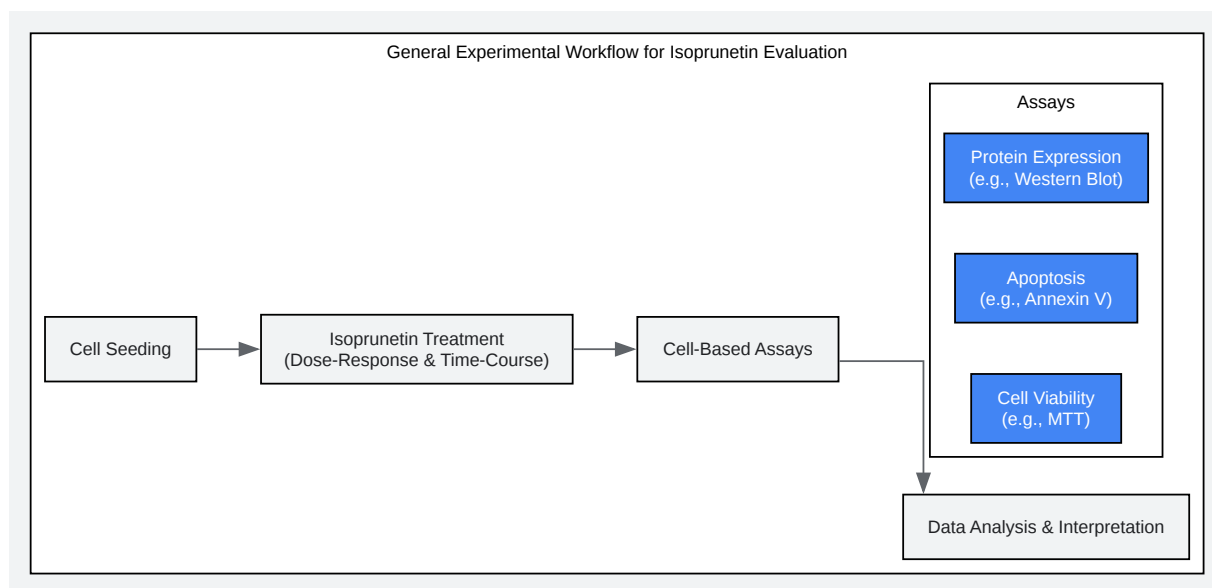 General Experimental Workflow for Isoprunetin Evaluation
Assays
Protein Expression
(e.g., Western Blot)
Apoptosis
(e.g., Annexin V)
Cell Seeding
Isoprunetin Treatment
(Dose-Response & Time-Course)
Cell-Based Assays
Cell Viability
(e.g., MTT)
Data Analysis & Interpretation